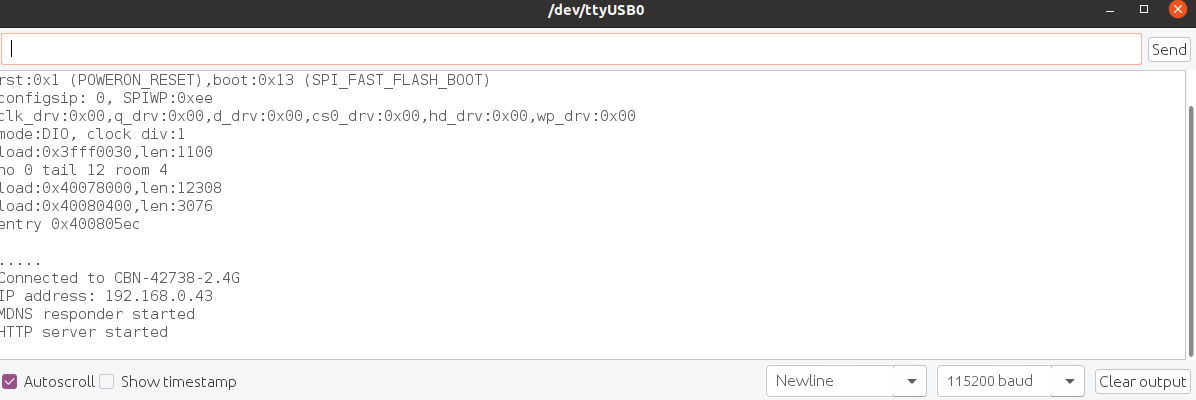 /dev/ttyUSB0
Send
rst:0x1 (POWERON_RESET),boot:0x13 (SPI_FAST_FLASH_BOOT)
configsip: 0, SPIWP:0xee
clk_drv:0x00,q_drv:0x00,d_drv:0x00,cs0_drv:0x00,hd_drv:0x00,wp_drv:0x00
mode:DIO, clock div:1
load:0x3fff0030,len:1100
ho 0 tail 12 room 4
load:0x40078000,len:12308
load:0x40080400,len:3076
entry 0x400805ec
.....
Connected to CBN-42738-2.4G
IP address: 192.168.0.43
MDNS responder started
HTTP server started
Autoscroll Show timestamp Newline 115200 baud Clear output